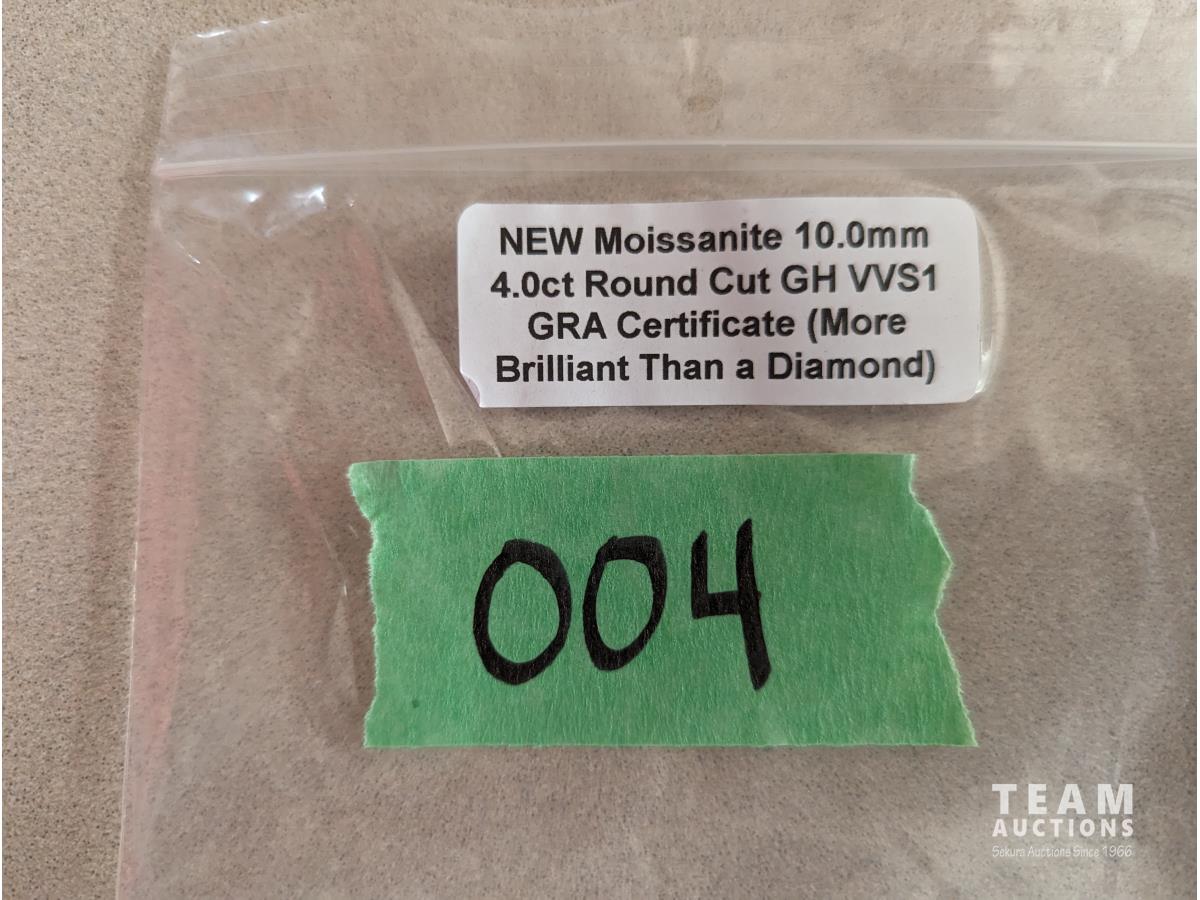 NEW Moissanite 10.0mm
4.0ct Round Cut GH VVS1
GRA Certificate (More
Brilliant Than a Diamond)
004
TEAM
AUCTIONS
Sekura Auctions Since 1966